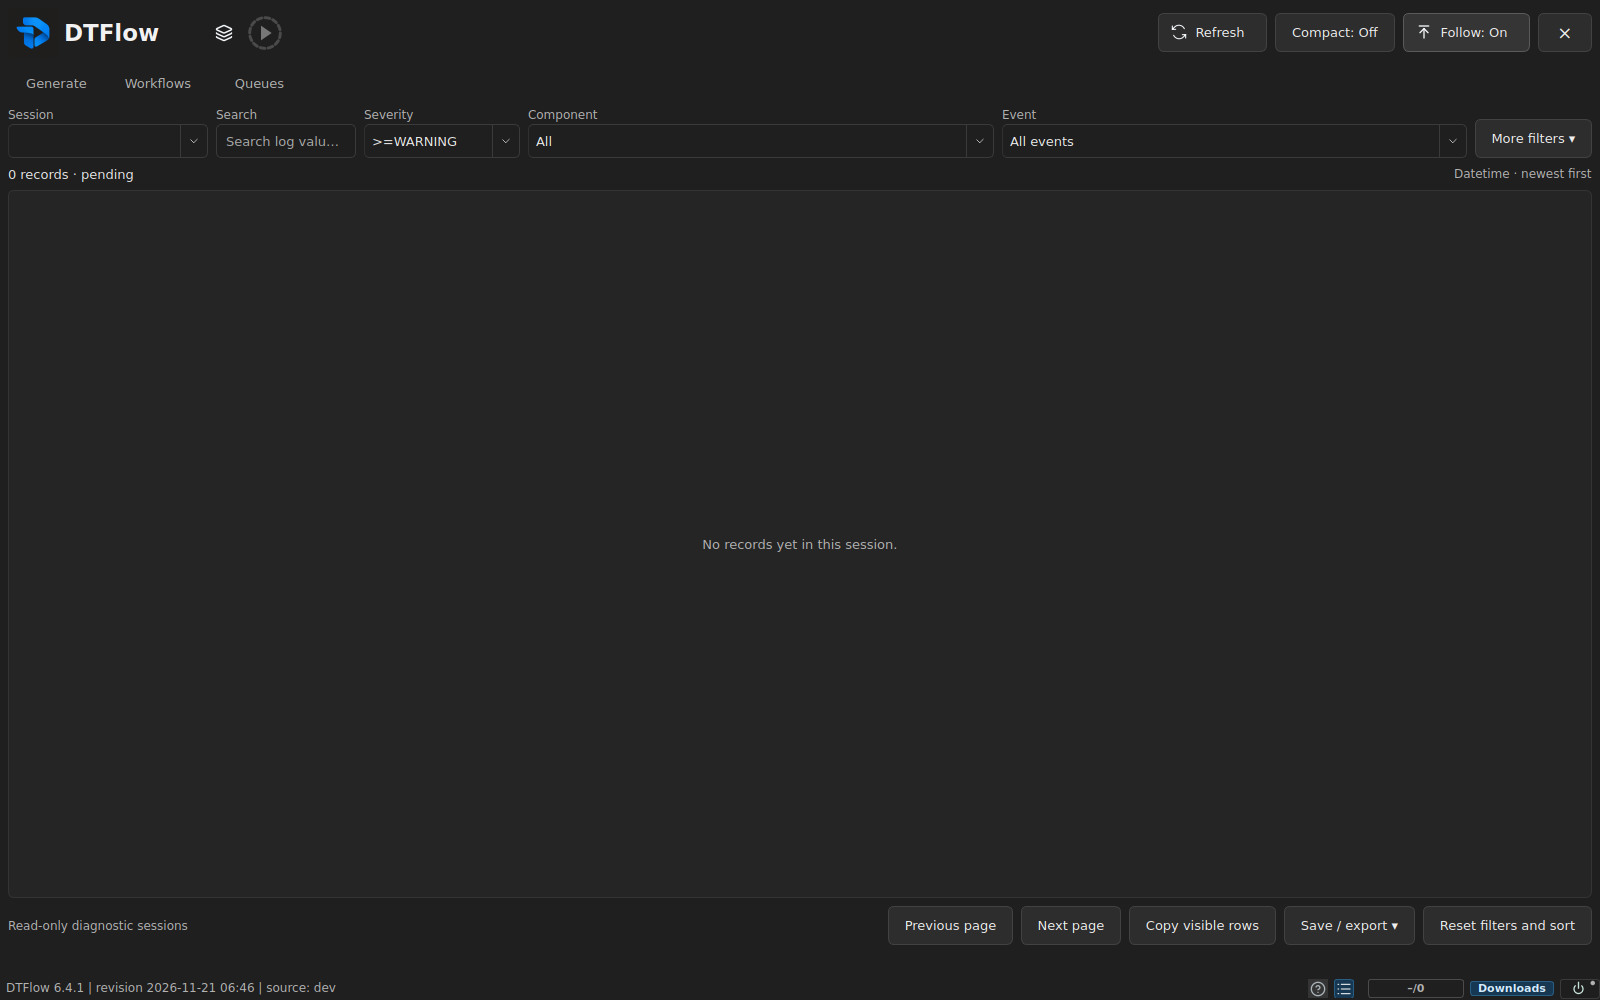 DTFlow
Refresh
Compact: Off
Follow: On
Generate
Workflows
Queues
Session
Search
Severity
Component
Event
Search log valu...
>=WARNING
All
All events
More filters ▾
0 records · pending
Datetime · newest first
No records yet in this session.
Read-only diagnostic sessions
Previous page
Next page
Copy visible rows
Save / export ▾
Reset filters and sort
DTFlow 6.4.1 | revision 2026-11-21 06:46 | source: dev
-/0
Downloads